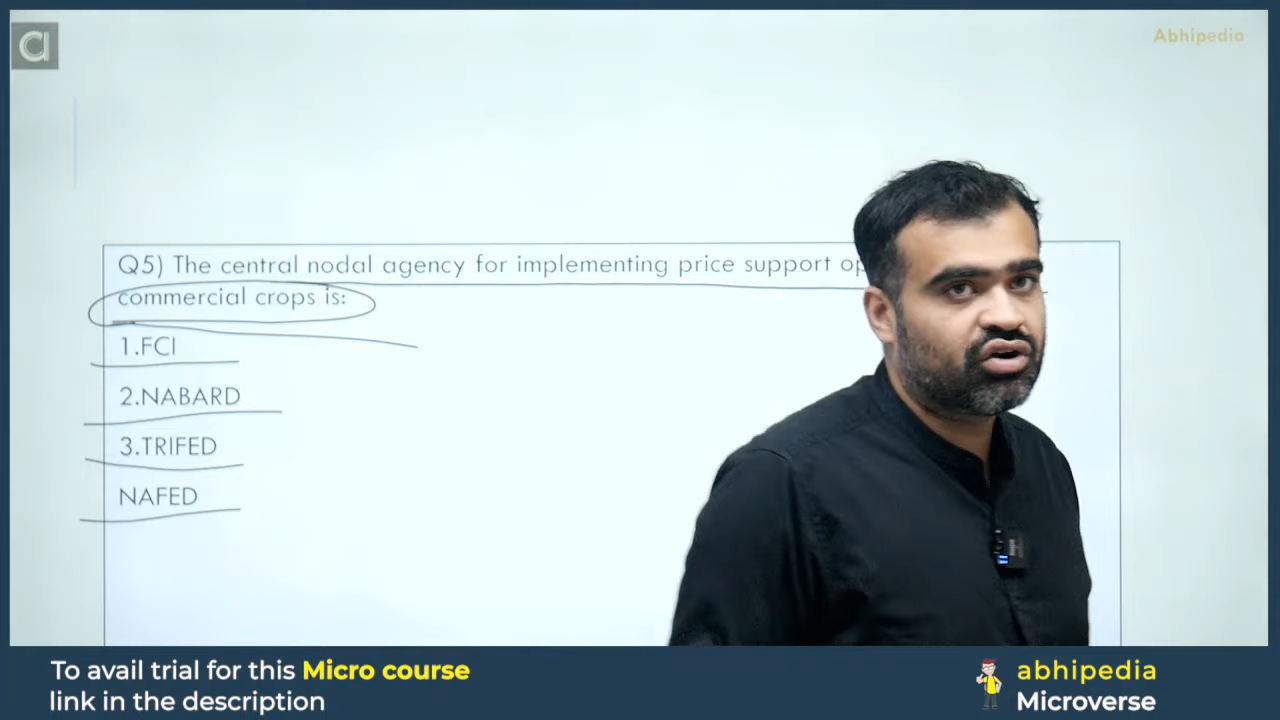 Abhipedia
Q5) The central nodal agency for implementing price support
commercial crops is:
1.FCI
2.NABARD
3.TRIFED
NAFED
To avail trial for this Micro course
link in the description
abhipedia
Microverse